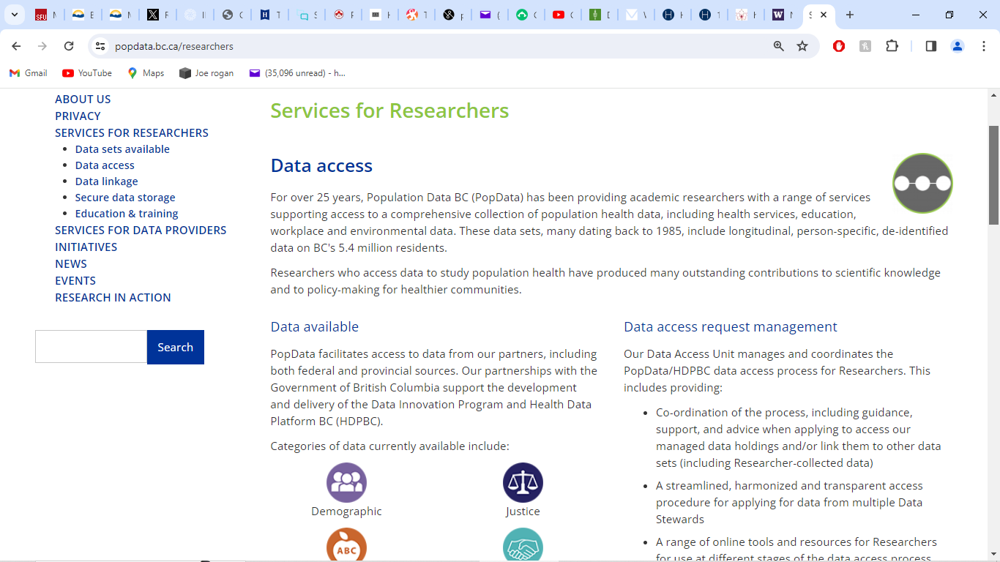 popdata.bc.ca/researchers
Gmail
YouTube
Maps
Joe rogan
(35,096 unread) - h...
ABOUT US
PRIVACY
SERVICES FOR RESEARCHERS
Data sets available
Data access
Data linkage
Secure data storage
Education & training
SERVICES FOR DATA PROVIDERS
INITIATIVES
NEWS
EVENTS
RESEARCH IN ACTION
Search
Services for Researchers
Data access
For over 25 years, Population Data BC (PopData) has been providing academic researchers with a range of services
supporting access to a comprehensive collection of population health data, including health services, education,
workplace and environmental data. These data sets, many dating back to 1985, include longitudinal, person-specific, de-identified
data on BC's 5.4 million residents.
Researchers who access data to study population health have produced many outstanding contributions to scientific knowledge
and to policy-making for healthier communities.
Data available
PopData facilitates access to data from our partners, including
both federal and provincial sources. Our partnerships with the
Government of British Columbia support the development
and delivery of the Data Innovation Program and Health Data
Platform BC (HDPBC).
Categories of data currently available include:
Demographic
Justice
ABC
Data access request management
Our Data Access Unit manages and coordinates the
PopData/HDPBC data access process for Researchers. This
includes providing:
Co-ordination of the process, including guidance,
support, and advice when applying to access our
managed data holdings and/or link them to other data
sets (including Researcher-collected data)
A streamlined, harmonized and transparent access
procedure for applying for data from multiple Data
Stewards
A range of online tools and resources for Researchers
for use at different stages of the data access process